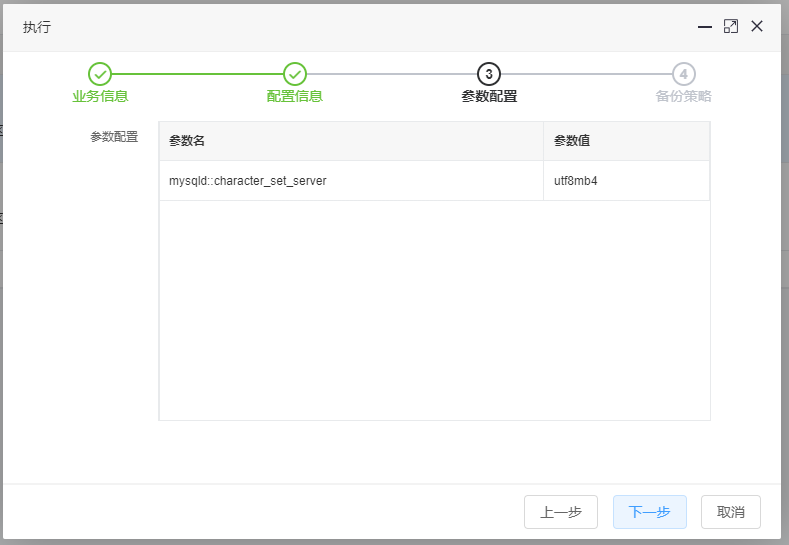 执行
3
4
业务信息
配置信息
参数配置
备份策略
参数配置
参数名
参数值
mysqld::character_set_server
utf8mb4
上一步
下一步
取消